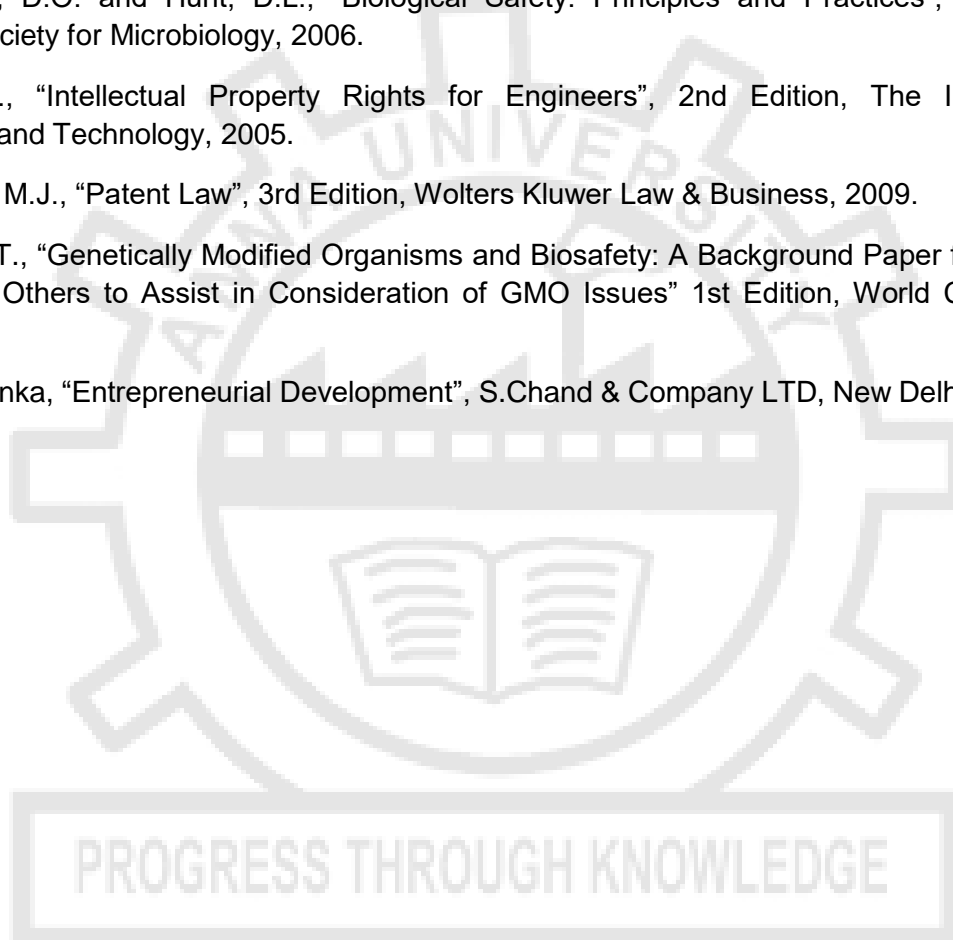 D.O. and Hunt, D.L., “Biological Safety: Principles and Practices”,
ciety for Microbiology, 2006.
., “Intellectual Property Rights for Engineers”, 2nd Edition, The I
and Technology, 2005.
M.J., “Patent Law”, 3rd Edition, Wolters Kluwer Law & Business, 2009.
T., “Genetically Modified Organisms and Biosafety: A Background Paper f
Others to Assist in Consideration of GMO Issues” 1st Edition, World C
nka, “Entrepreneurial Development”, S.Chand & Company LTD, New Delh
ANNA UNIVERSITY
PROGRESS THROUGH KNOWLEDGE